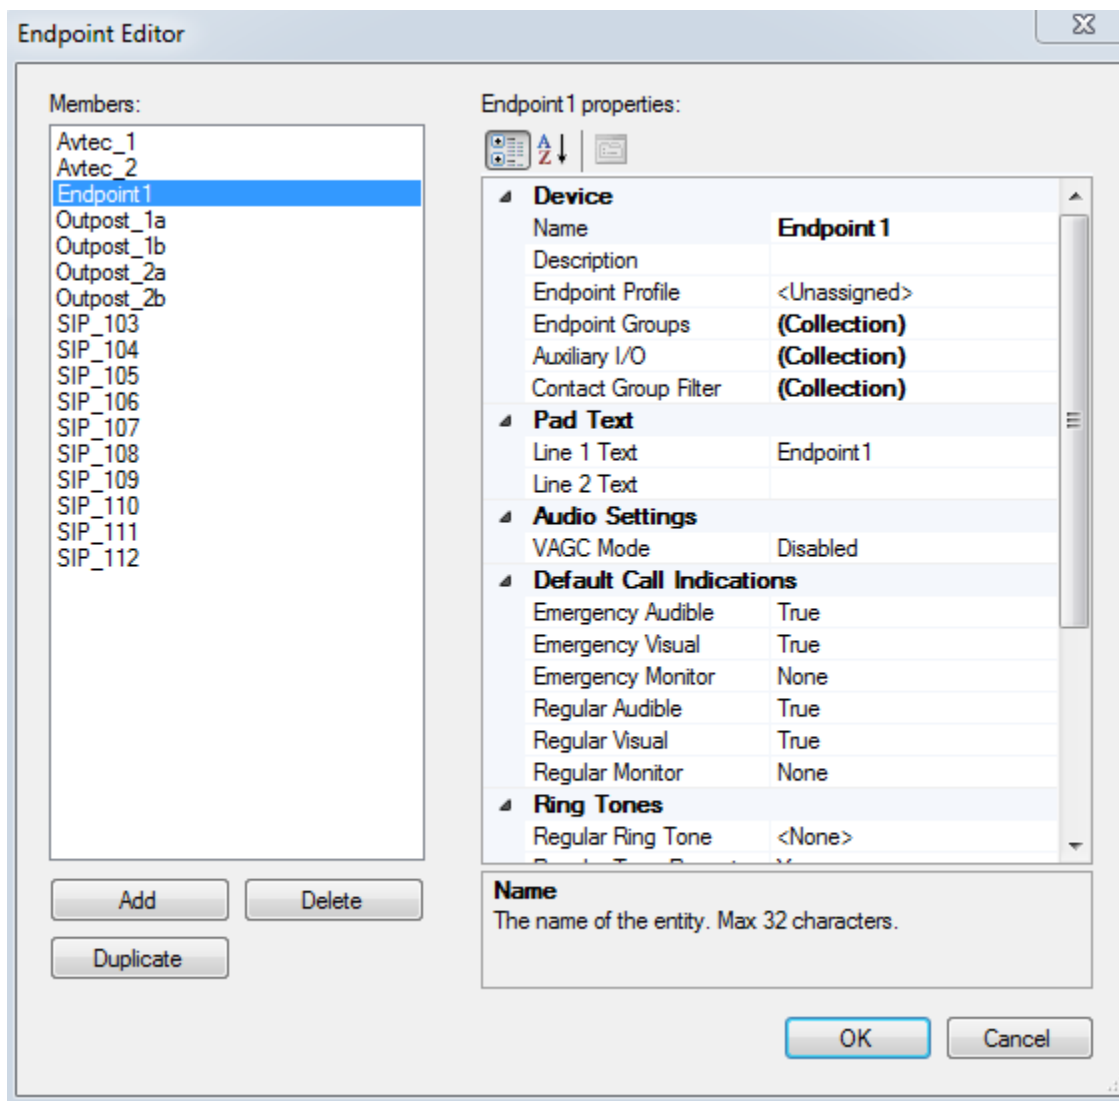 Endpoint Editor
Members:
Avtec_1
Avtec_2
Endpoint1
Outpost_1a
Outpost_1b
Outpost_2a
Outpost_2b
SIP_103
SIP_104
SIP_105
SIP_106
SIP_107
SIP_108
SIP_109
SIP_110
SIP_111
SIP_112
Add Delete
Duplicate
Endpoint1 properties:
Device
Name Endpoint1
Description
Endpoint Profile <Unassigned>
Endpoint Groups (Collection)
Auxiliary I/O (Collection)
Contact Group Filter (Collection)
Pad Text
Line 1 Text Endpoint1
Line 2 Text
Audio Settings
VAGC Mode Disabled
Default Call Indications
Emergency Audible True
Emergency Visual True
Emergency Monitor None
Regular Audible True
Regular Visual True
Regular Monitor None
Ring Tones
Regular Ring Tone <None>
Name
The name of the entity. Max 32 characters.
OK Cancel